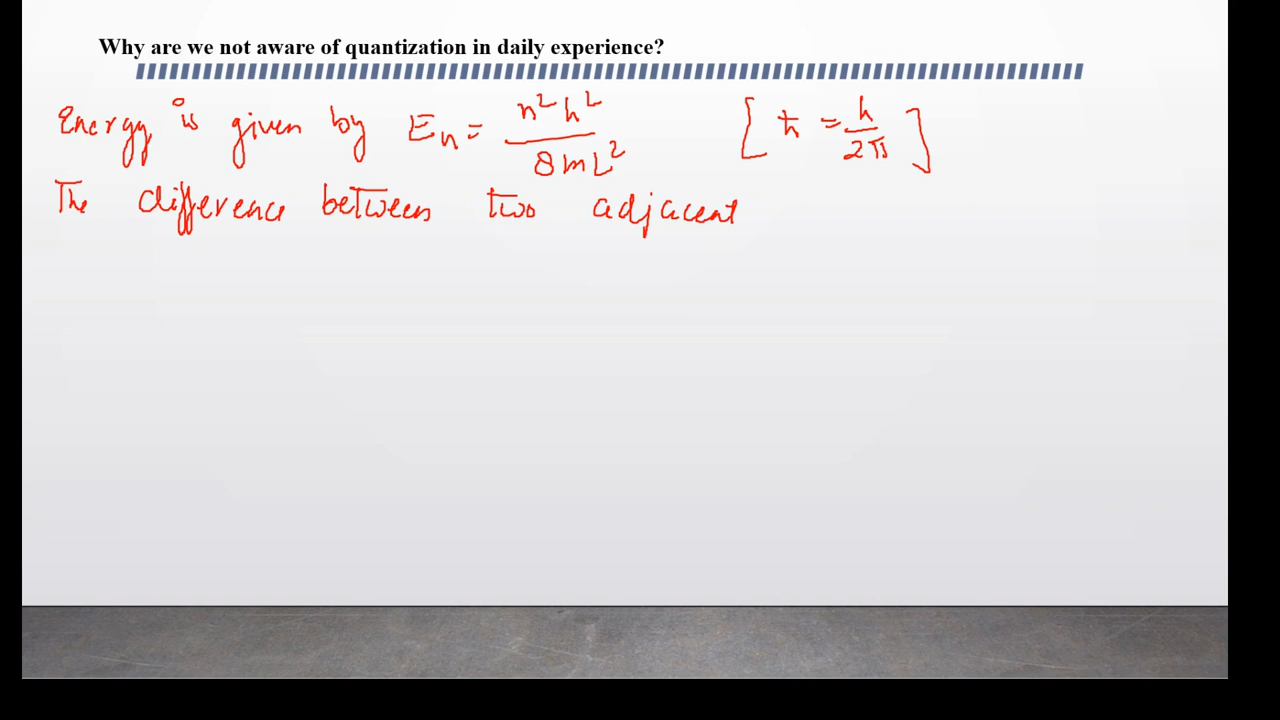 Why are we not aware of quantization in daily experience?
Energy is given by Eₙ = n²h² / 8mL² [ħ = h / 2π]
The difference between two adjacent